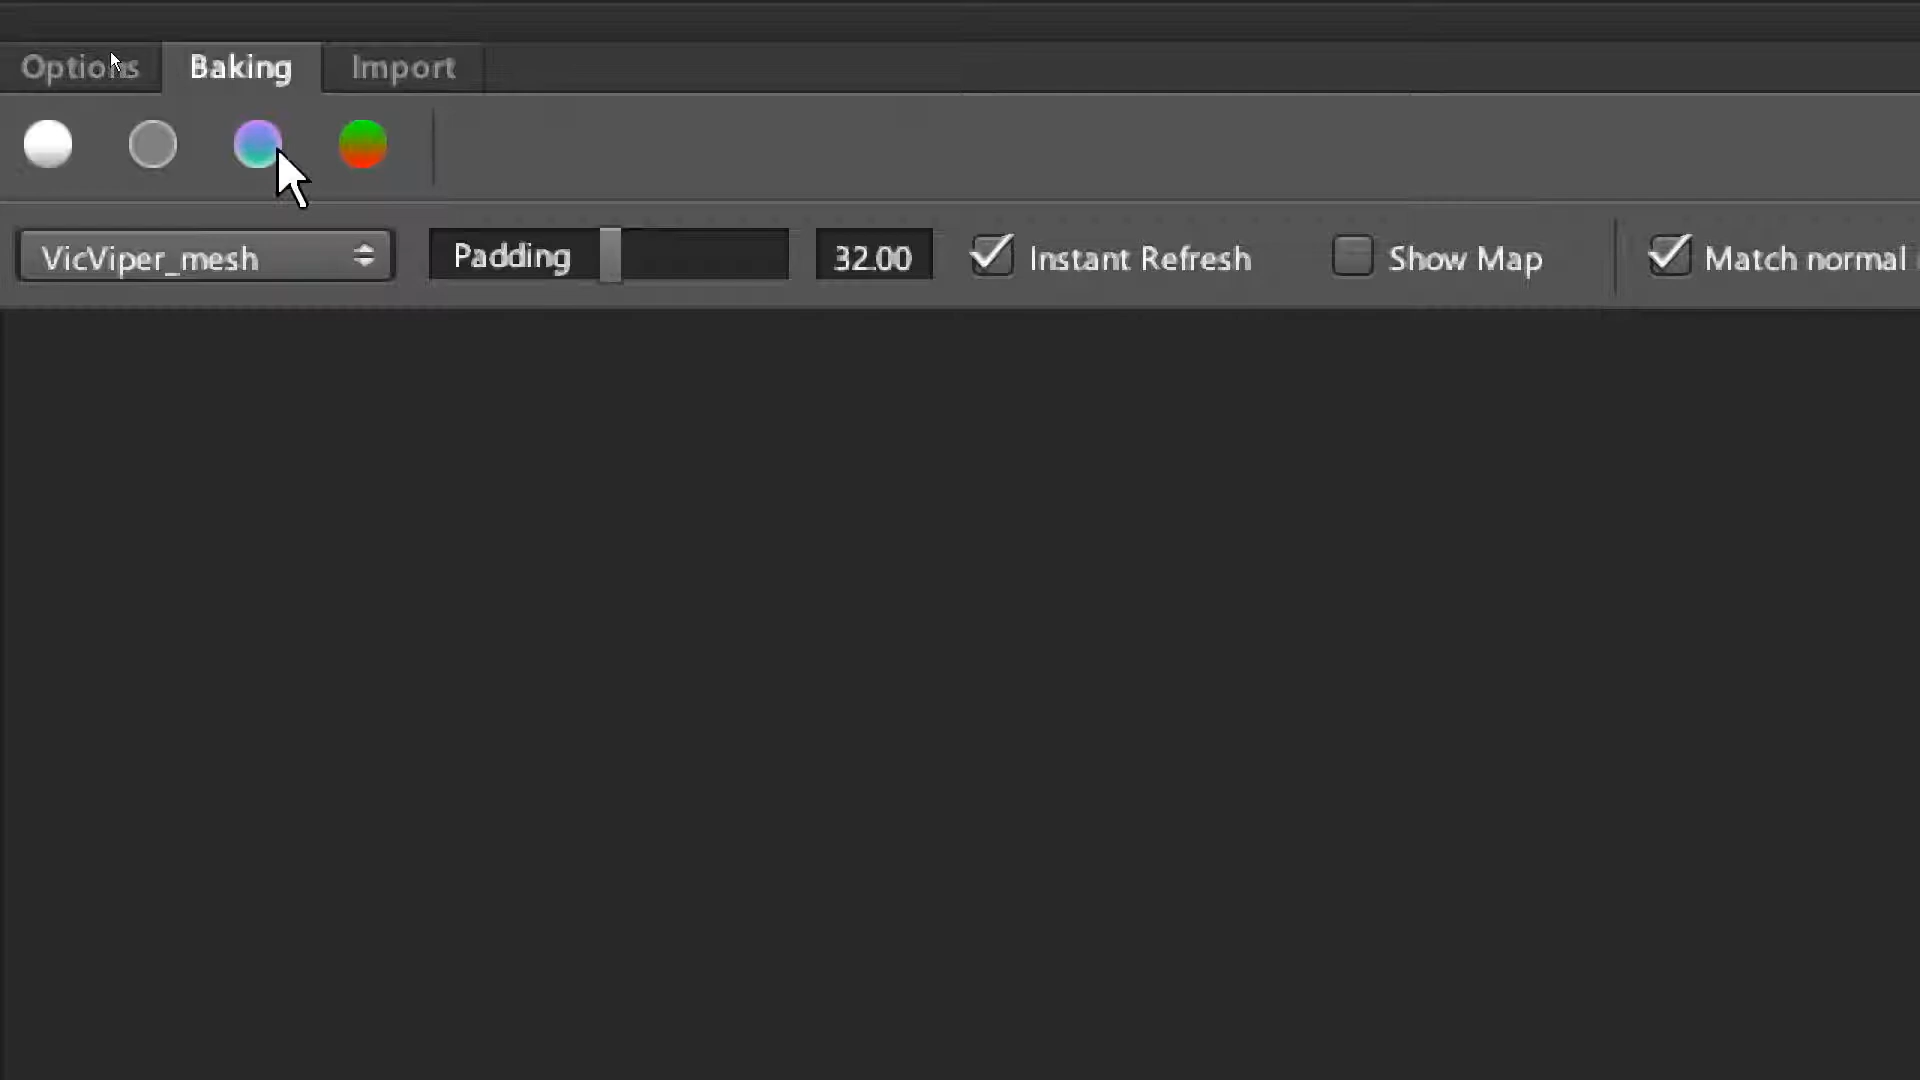 Options Baking Import
VicViper_mesh Padding 32.00 Instant Refresh Show Map Match normal